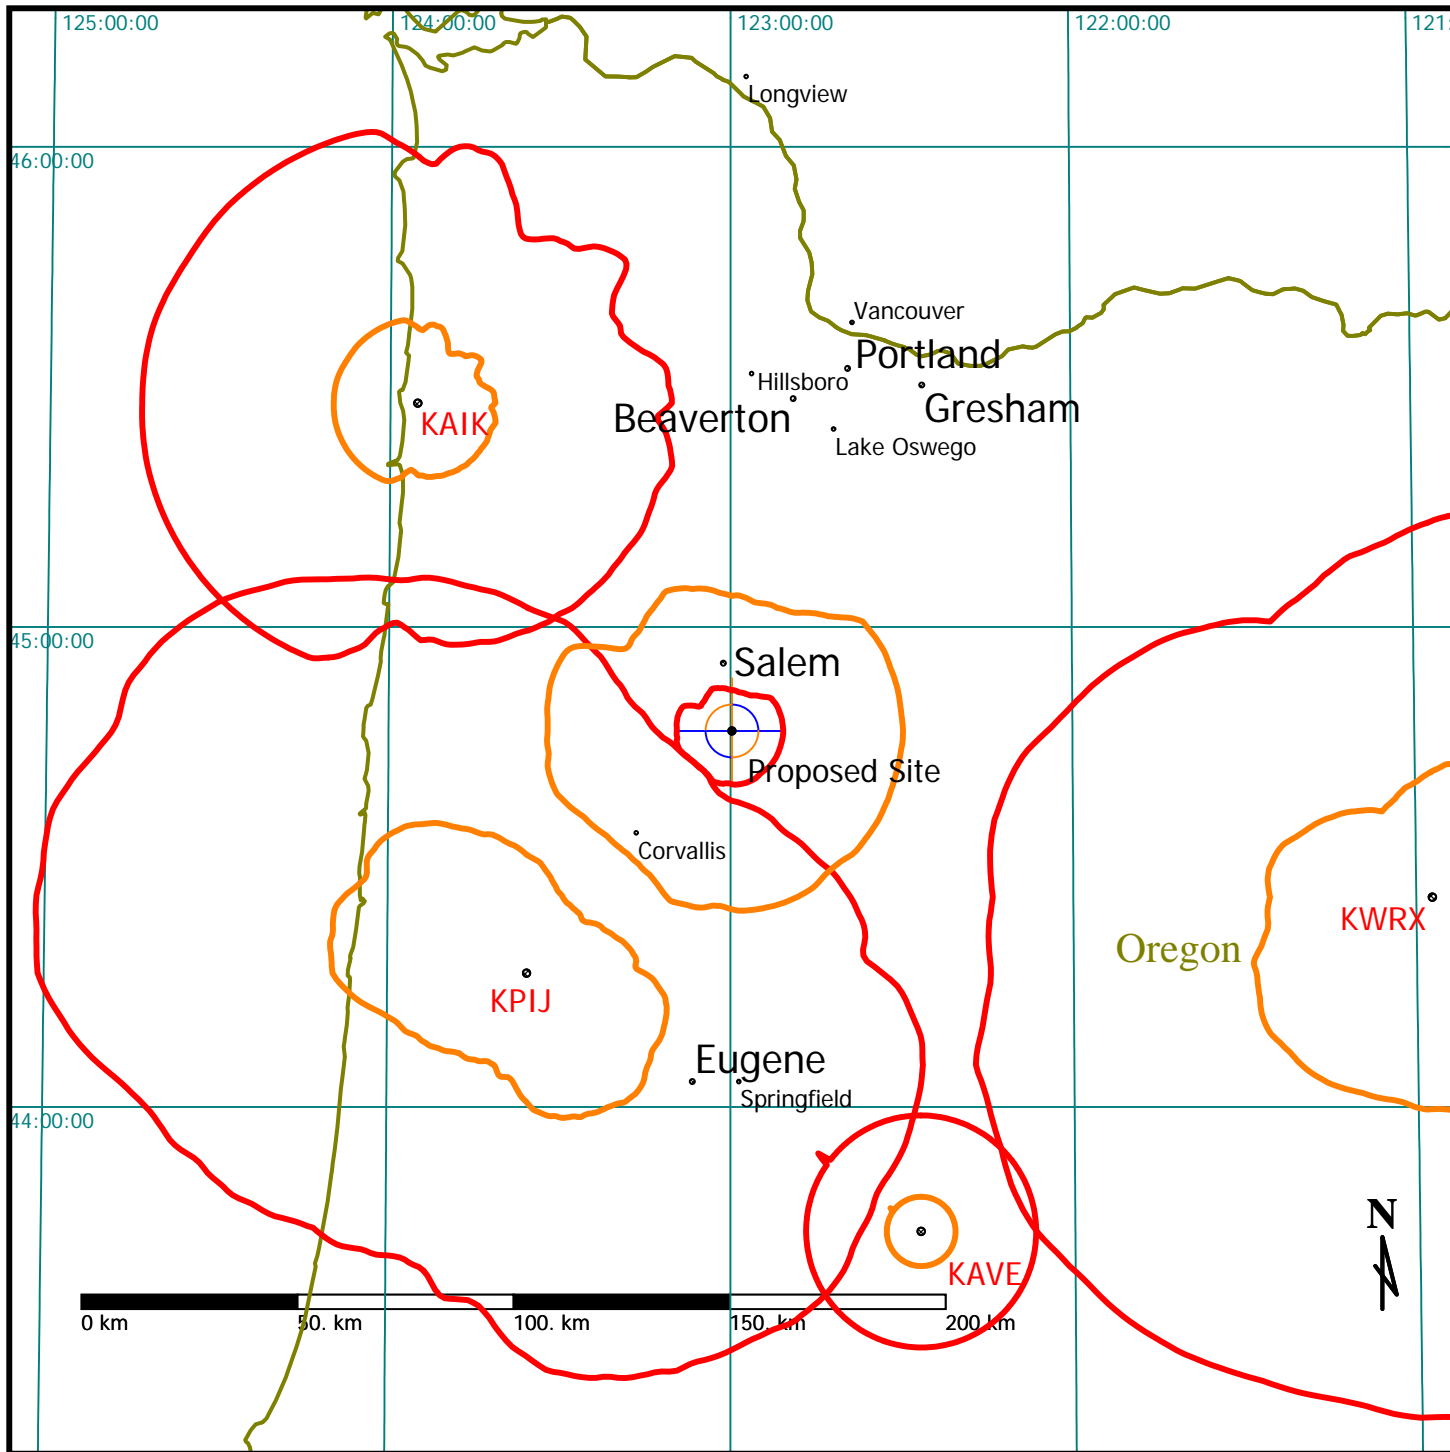 125:00:00
124:00:00
123:00:00
122:00:00
121:
Longview
46:00:00
Vancouver
Portland
Hillsboro
Beaverton
Gresham
KAIK
Lake Oswego
45:00:00
Salem
Proposed Site
Corvallis
KWRX
Oregon
KPIJ
Eugene
Springfield
44:00:00
N
KAVE
0 km
50. km
100. km
150. km
200 km